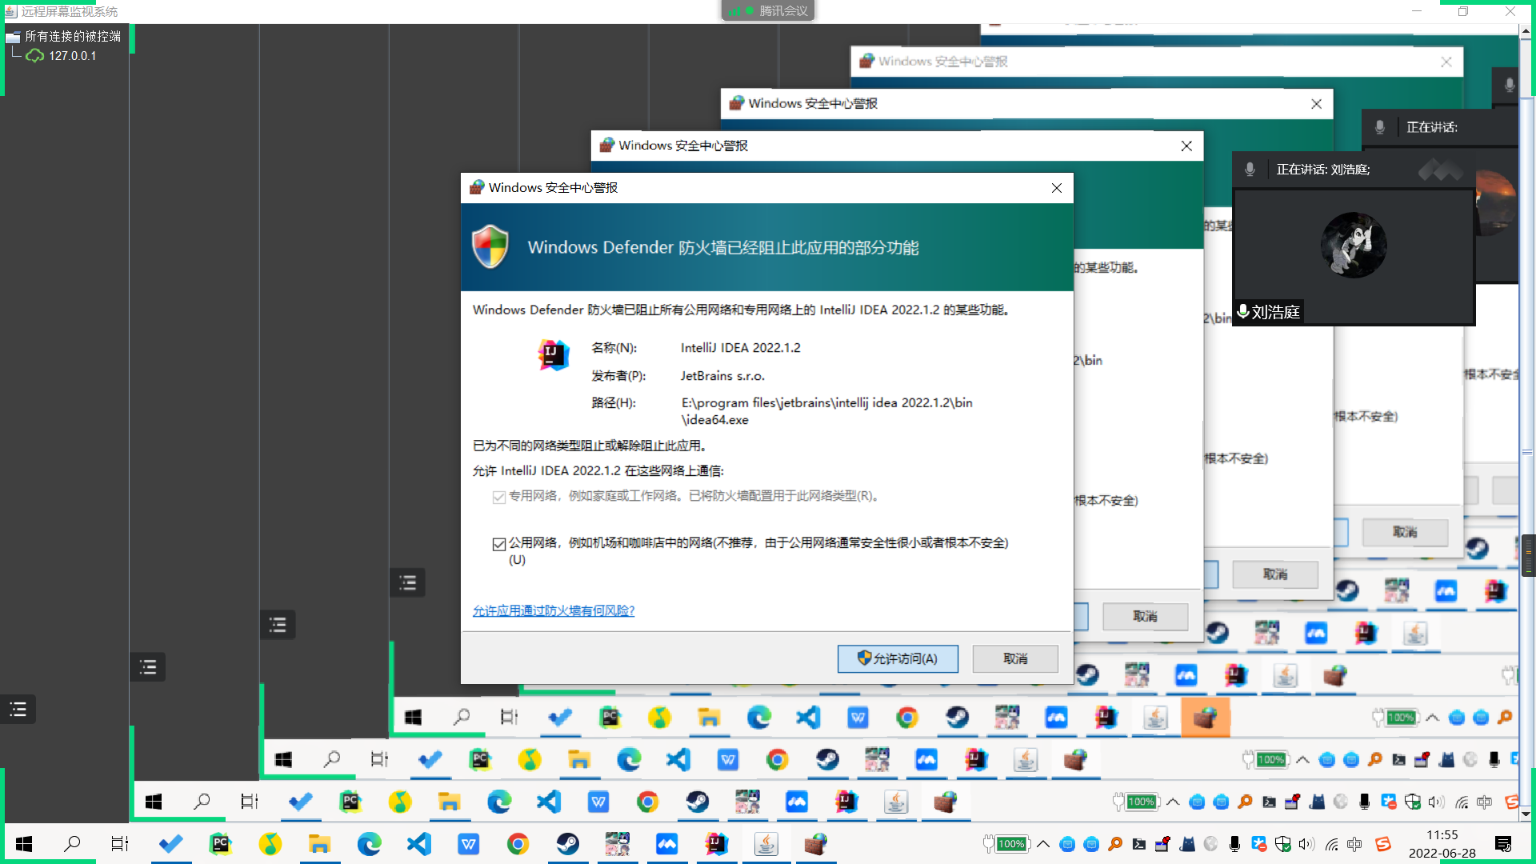 远程屏幕监视系统
腾讯会议
所有连接的被控端
127.0.0.1
Windows 安全中心警报
Windows 安全中心警报
Windows 安全中心警报
Windows 安全中心警报
正在讲话:
正在讲话: 刘浩庭;
刘浩庭
Windows Defender 防火墙已经阻止此应用的部分功能
Windows Defender 防火墙已阻止所有公用网络和专用网络上的 IntelliJ IDEA 2022.1.2 的某些功能。
名称(N): IntelliJ IDEA 2022.1.2
发布者(P): JetBrains s.r.o.
路径(H): E:\program files\jetbrains\intellij idea 2022.1.2\bin
\idea64.exe
已为不同的网络类型阻止或解除阻止此应用。
允许 IntelliJ IDEA 2022.1.2 在这些网络上通信:
专用网络，例如家庭或工作网络。已将防火墙配置用于此网络类型(R)。
公用网络，例如机场和咖啡店中的网络(不推荐，由于公用网络通常安全性很小或者根本不安全)
(U)
允许应用通过防火墙有何风险?
允许访问(A)
取消
的某些功能。
2\bin
根本不安全)
取消
的某
2\bin
根本不安全)
取消
根本不安全)
取消
根本不安全
100%
100%
100%
100%
中
中
11:55
2022-06-28